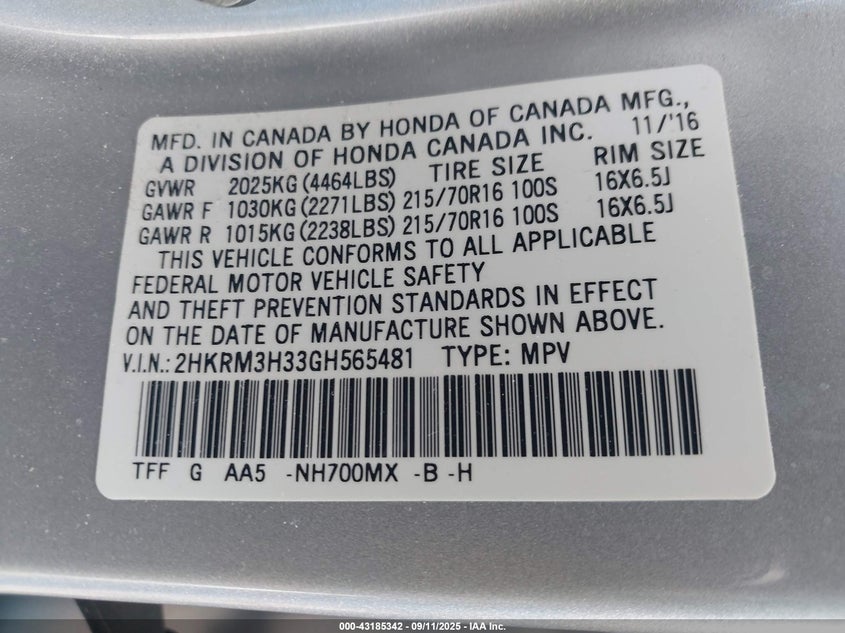 MFD. IN CANADA BY HONDA OF CANADA MFG.,
A DIVISION OF HONDA CANADA INC. 11/'16
GVWR 2025KG (4464LBS) TIRE SIZE RIM SIZE
GAWR F 1030KG (2271LBS) 215/70R16 100S 16X6.5J
GAWR R 1015KG (2238LBS) 215/70R16 100S 16X6.5J
THIS VEHICLE CONFORMS TO ALL APPLICABLE
FEDERAL MOTOR VEHICLE SAFETY
AND THEFT PREVENTION STANDARDS IN EFFECT
ON THE DATE OF MANUFACTURE SHOWN ABOVE.
V.I.N.: 2HKRM3H33GH565481 TYPE: MPV
TFF G AA5 -NH700MX -B -H
000-43185342 - 09/11/2025 - IAA Inc.